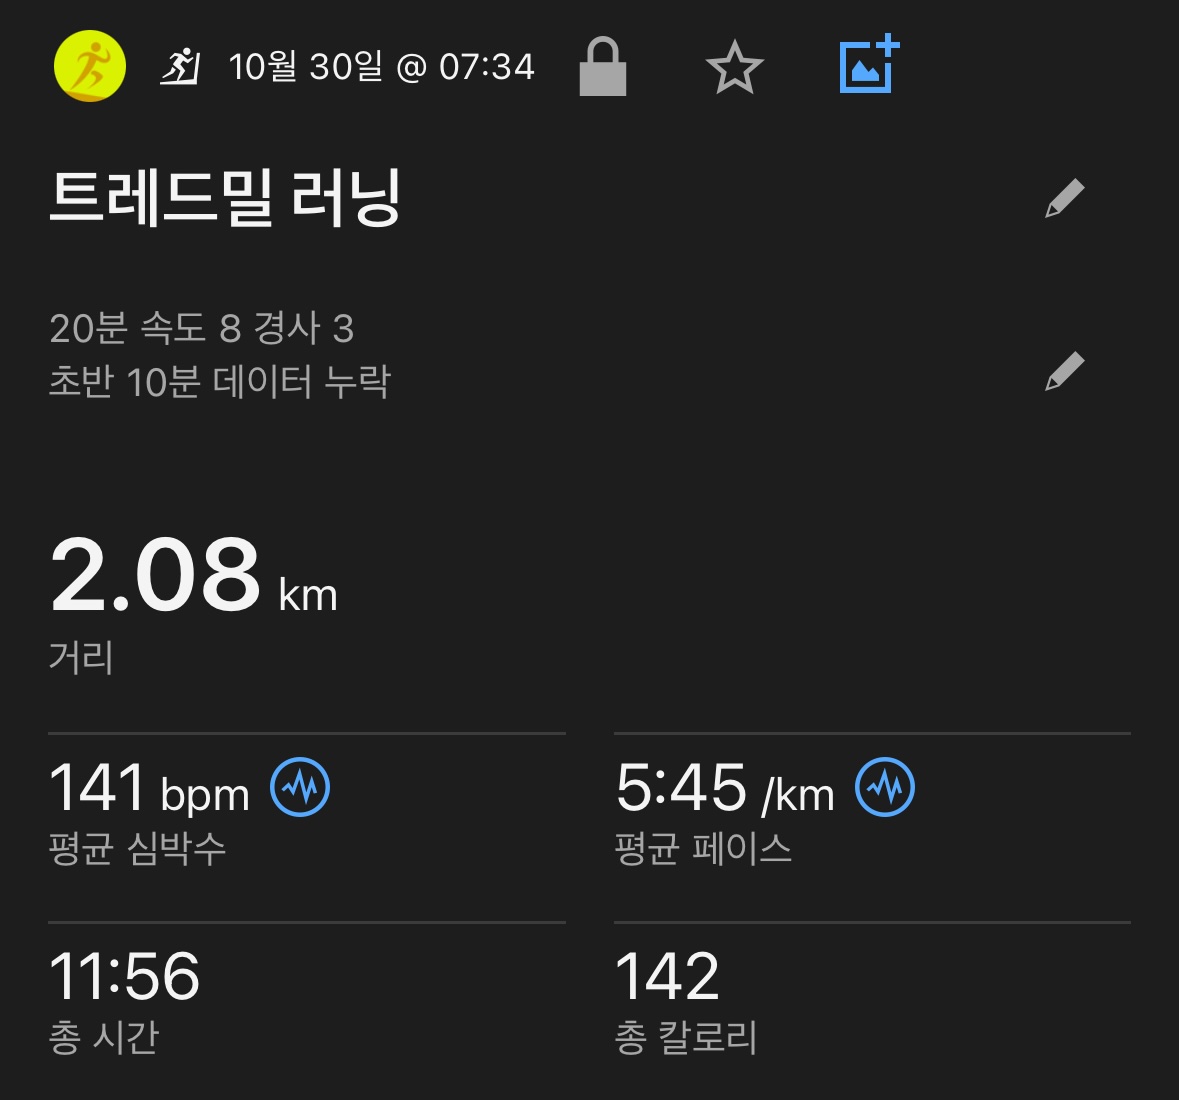 10월 30일 @ 07:34
트레드밀 러닝
20분 속도 8 경사 3
초반 10분 데이터 누락
2.08 km
거리
141 bpm
평균 심박수
5:45 /km
평균 페이스
11:56
총 시간
142
총 칼로리